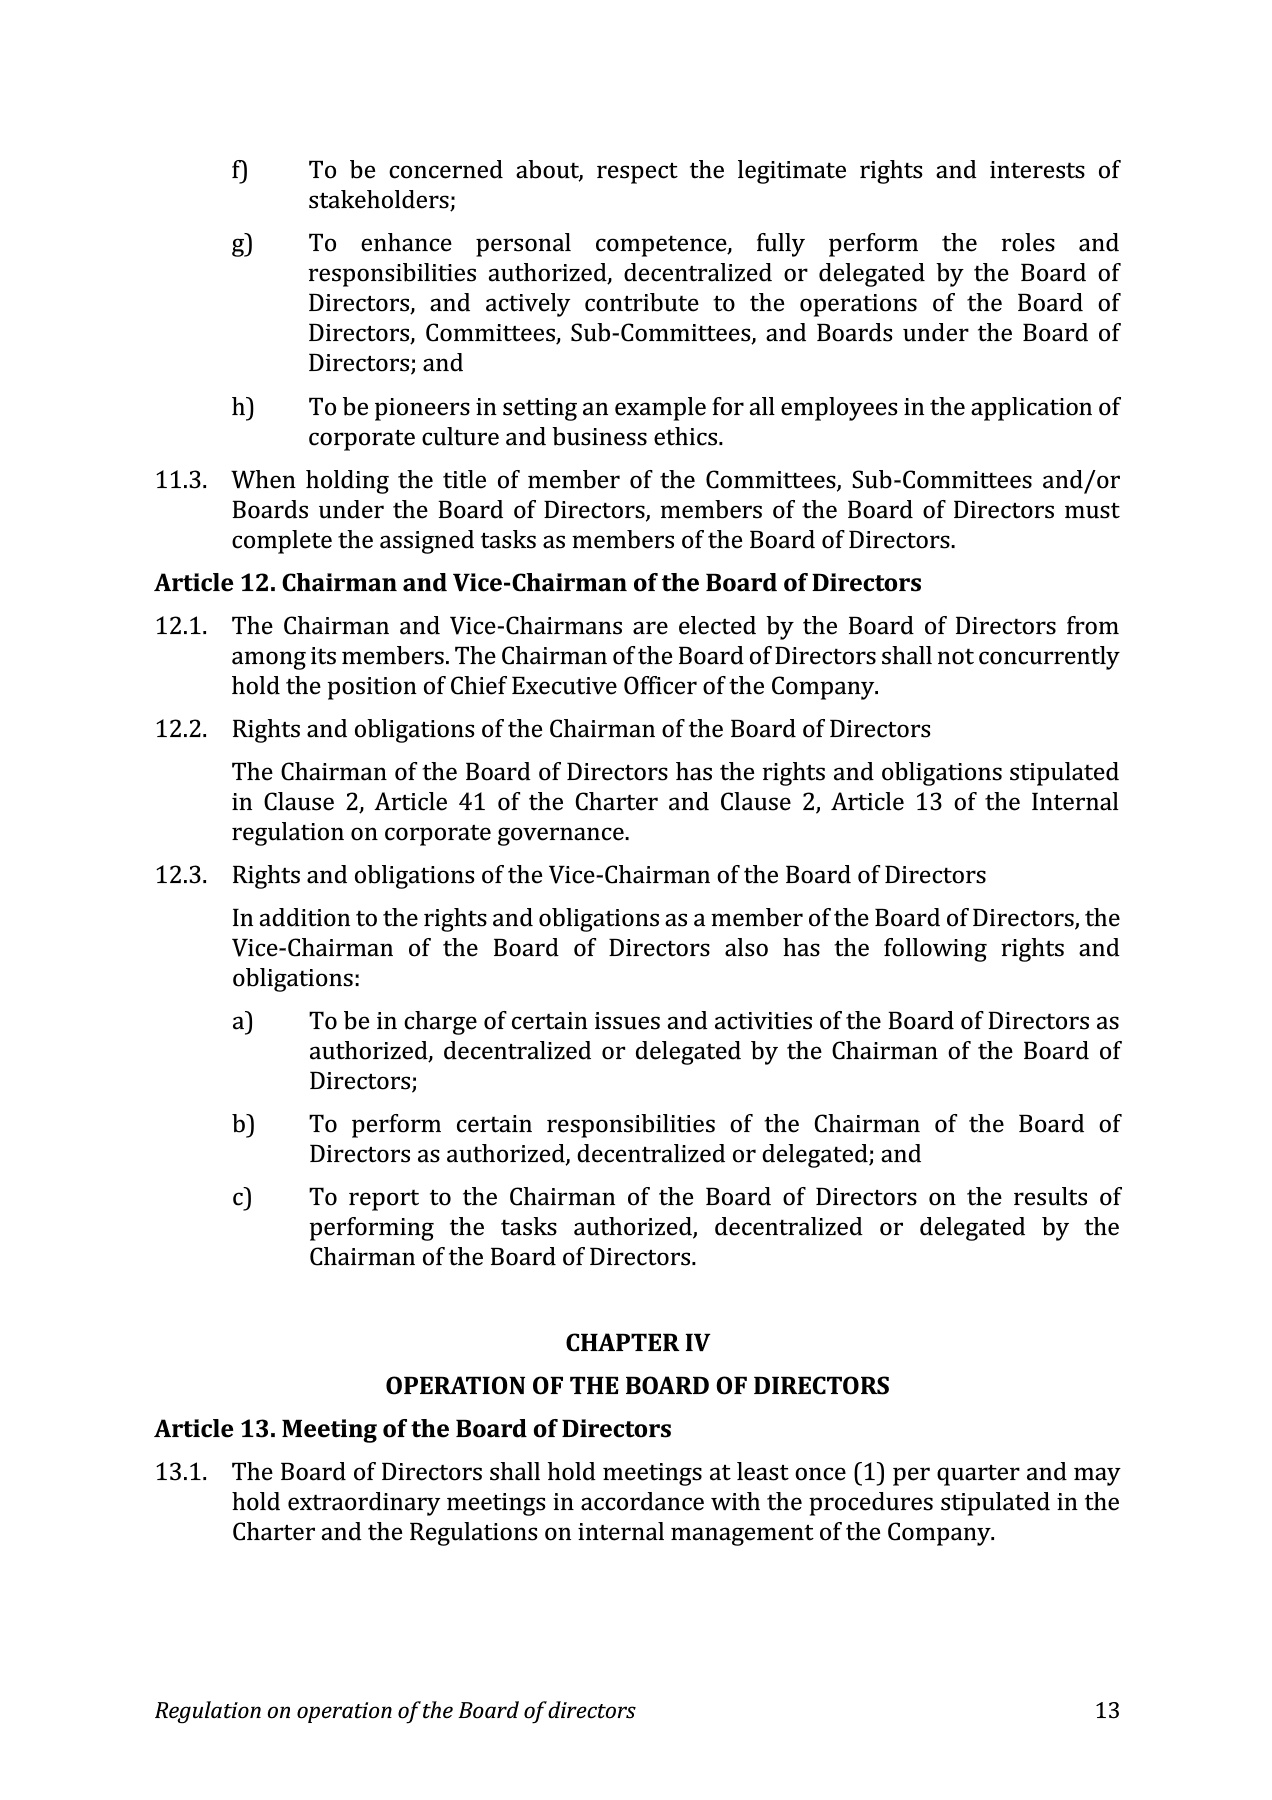 f) To be concerned about, respect the legitimate rights and interests of
stakeholders;
g) To enhance personal competence, fully perform the roles and
responsibilities authorized, decentralized or delegated by the Board of
Directors, and actively contribute to the operations of the Board of
Directors, Committees, Sub-Committees, and Boards under the Board of
Directors; and
h) To be pioneers in setting an example for all employees in the application of
corporate culture and business ethics.
11.3. When holding the title of member of the Committees, Sub-Committees and/or
Boards under the Board of Directors, members of the Board of Directors must
complete the assigned tasks as members of the Board of Directors.
Article 12. Chairman and Vice-Chairman of the Board of Directors
12.1. The Chairman and Vice-Chairmans are elected by the Board of Directors from
among its members. The Chairman of the Board of Directors shall not concurrently
hold the position of Chief Executive Officer of the Company.
12.2. Rights and obligations of the Chairman of the Board of Directors
The Chairman of the Board of Directors has the rights and obligations stipulated
in Clause 2, Article 41 of the Charter and Clause 2, Article 13 of the Internal
regulation on corporate governance.
12.3. Rights and obligations of the Vice-Chairman of the Board of Directors
In addition to the rights and obligations as a member of the Board of Directors, the
Vice-Chairman of the Board of Directors also has the following rights and
obligations:
a) To be in charge of certain issues and activities of the Board of Directors as
authorized, decentralized or delegated by the Chairman of the Board of
Directors;
b) To perform certain responsibilities of the Chairman of the Board of
Directors as authorized, decentralized or delegated; and
c) To report to the Chairman of the Board of Directors on the results of
performing the tasks authorized, decentralized or delegated by the
Chairman of the Board of Directors.
CHAPTER IV
OPERATION OF THE BOARD OF DIRECTORS
Article 13. Meeting of the Board of Directors
13.1. The Board of Directors shall hold meetings at least once (1) per quarter and may
hold extraordinary meetings in accordance with the procedures stipulated in the
Charter and the Regulations on internal management of the Company.
Regulation on operation of the Board of directors 13